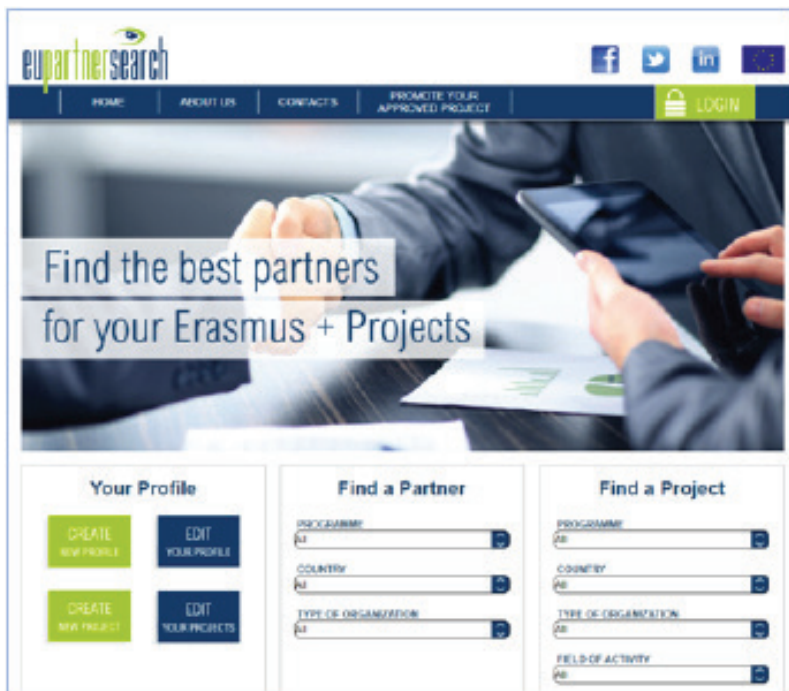 eupartnersearch
HOME
ABOUT US
CONTACTS
PROMOTE YOUR
APPROVED PROJECT
LOGIN
Find the best partners
for your Erasmus + Projects
Your Profile
CREATE
NEW PROFILE
EDIT
YOUR PROFILE
CREATE
NEW PROJECT
EDIT
YOUR PROJECTS
Find a Partner
PROGRAMME
All
COUNTRY
All
TYPE OF ORGANIZATION
All
Find a Project
PROGRAMME
All
COUNTRY
All
TYPE OF ORGANIZATION
All
FIELD OF ACTIVITY
All